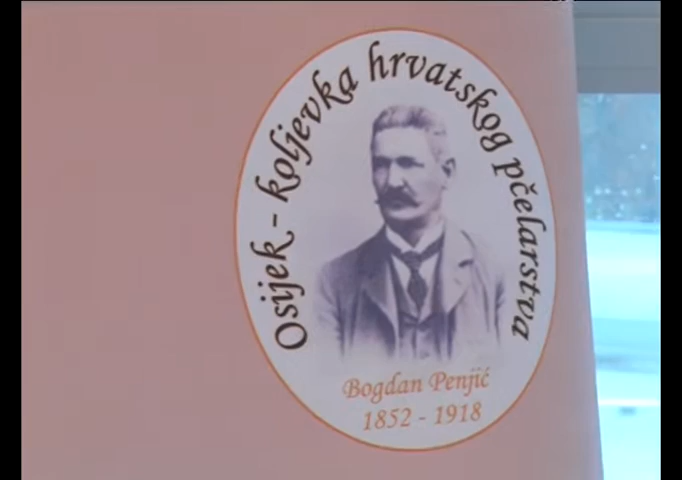 Osijek - koljevka hrvatskog pčelarstva
Bogdan Penjić
1852 - 1918